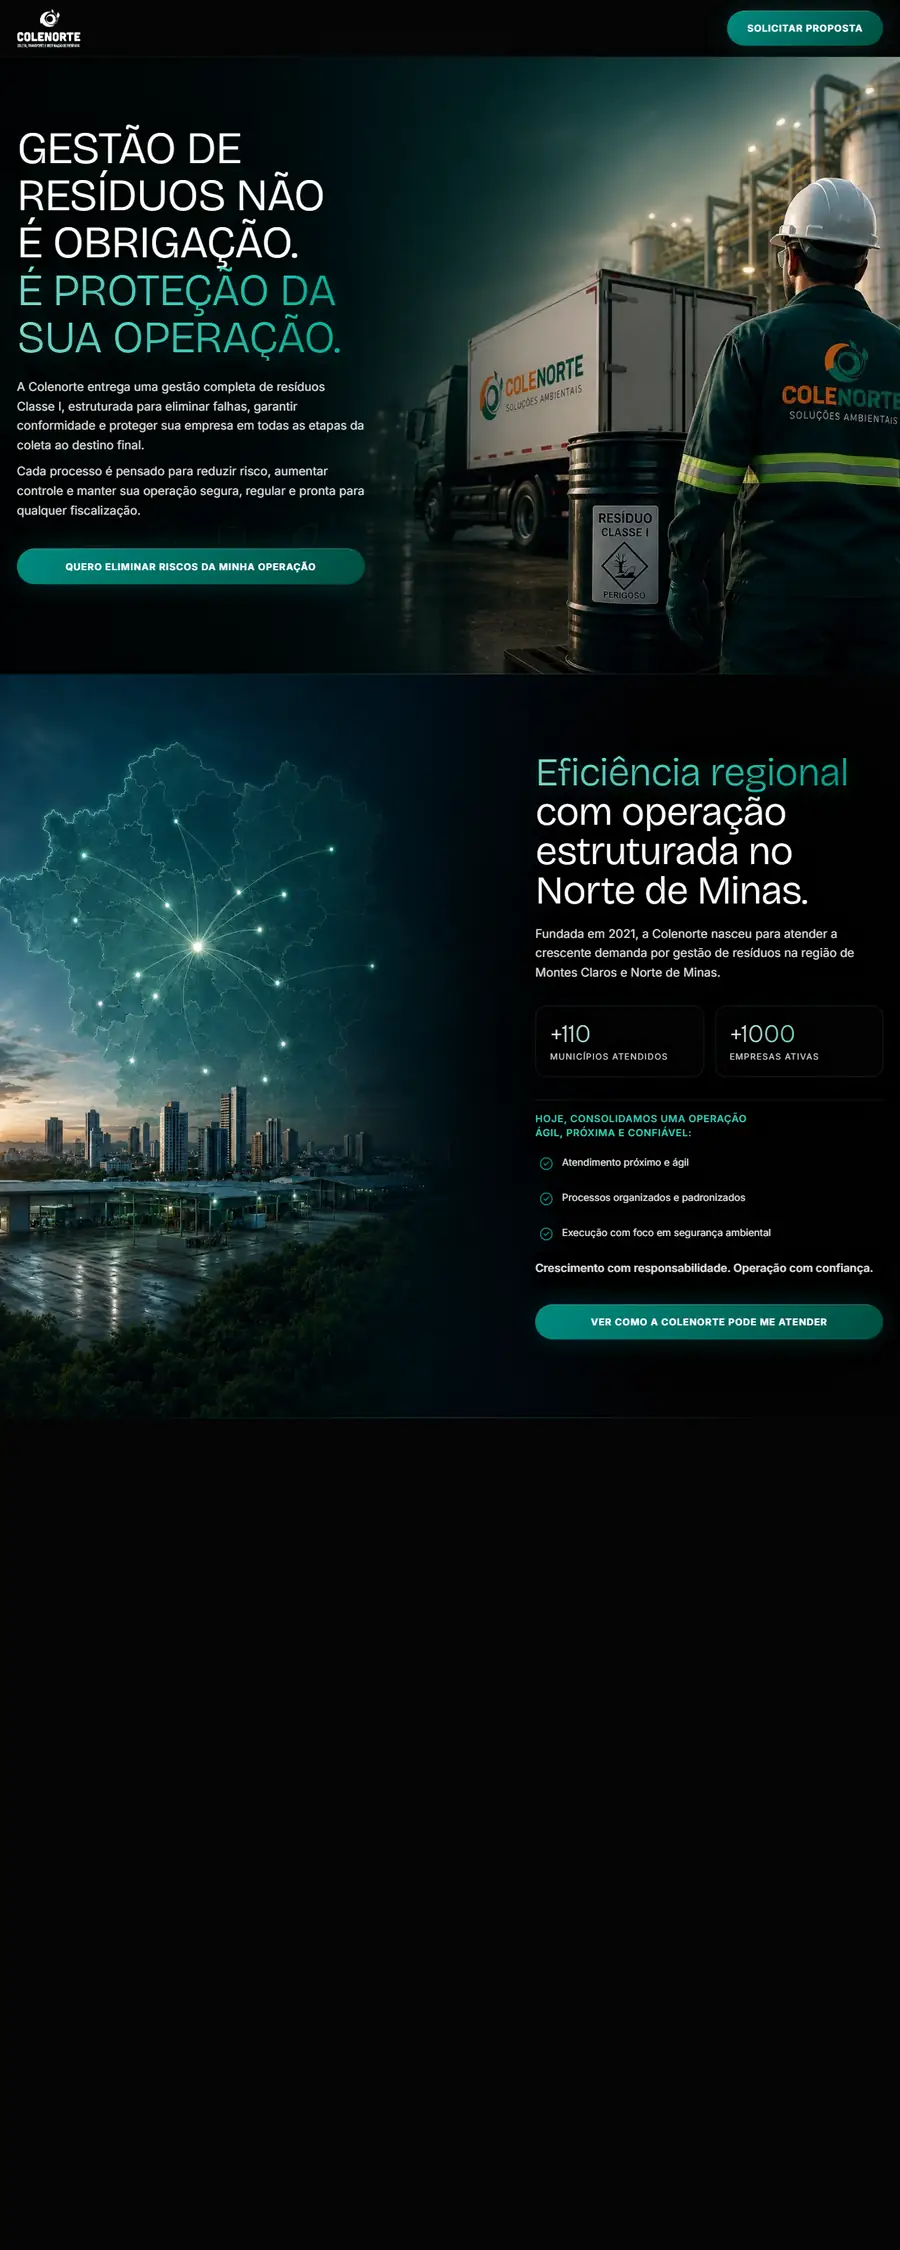 COLENORTE
COLETA, TRANSPORTE E DESTINAÇÃO DE RESÍDUOS
SOLICITAR PROPOSTA
GESTÃO DE
RESÍDUOS NÃO
É OBRIGAÇÃO.
É PROTEÇÃO DA
SUA OPERAÇÃO.
A Colenorte entrega uma gestão completa de resíduos
Classe I, estruturada para eliminar falhas, garantir
conformidade e proteger sua empresa em todas as etapas da
coleta ao destino final.
Cada processo é pensado para reduzir risco, aumentar
controle e manter sua operação segura, regular e pronta para
qualquer fiscalização.
QUERO ELIMINAR RISCOS DA MINHA OPERAÇÃO
COLENORTE
SOLUÇÕES AMBIENTAIS
COLENORTE
SOLUÇÕES AMBIENTAIS
RESÍDUO
CLASSE I
PERIGOSO
Eficiência regional
com operação
estruturada no
Norte de Minas.
Fundada em 2021, a Colenorte nasceu para atender a
crescente demanda por gestão de resíduos na região de
Montes Claros e Norte de Minas.
+110
MUNICÍPIOS ATENDIDOS
+1000
EMPRESAS ATIVAS
HOJE, CONSOLIDAMOS UMA OPERAÇÃO
ÁGIL, PRÓXIMA E CONFIÁVEL:
Atendimento próximo e ágil
Processos organizados e padronizados
Execução com foco em segurança ambiental
Crescimento com responsabilidade. Operação com confiança.
VER COMO A COLENORTE PODE ME ATENDER